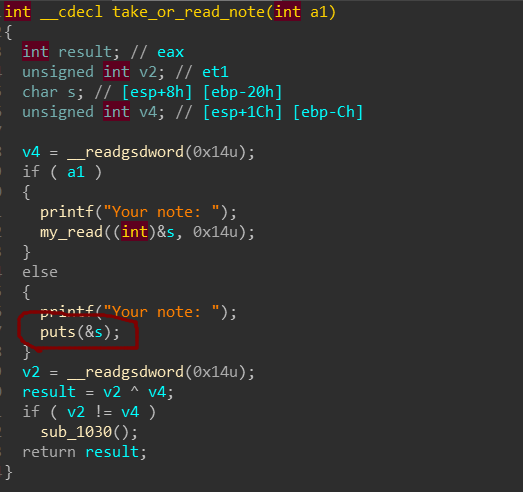 int __cdecl take_or_read_note(int a1)
{
int result; // eax
unsigned int v2; // et1
char s; // [esp+8h] [ebp-20h]
unsigned int v4; // [esp+1Ch] [ebp-Ch]
v4 = __readgsdword(0x14u);
if ( a1 )
{
printf("Your note: ");
my_read((int)&s, 0x14u);
}
else
{
printf("Your note: ");
puts(&s);
}
v2 = __readgsdword(0x14u);
result = v2 ^ v4;
if ( v2 != v4 )
sub_1030();
return result;
}